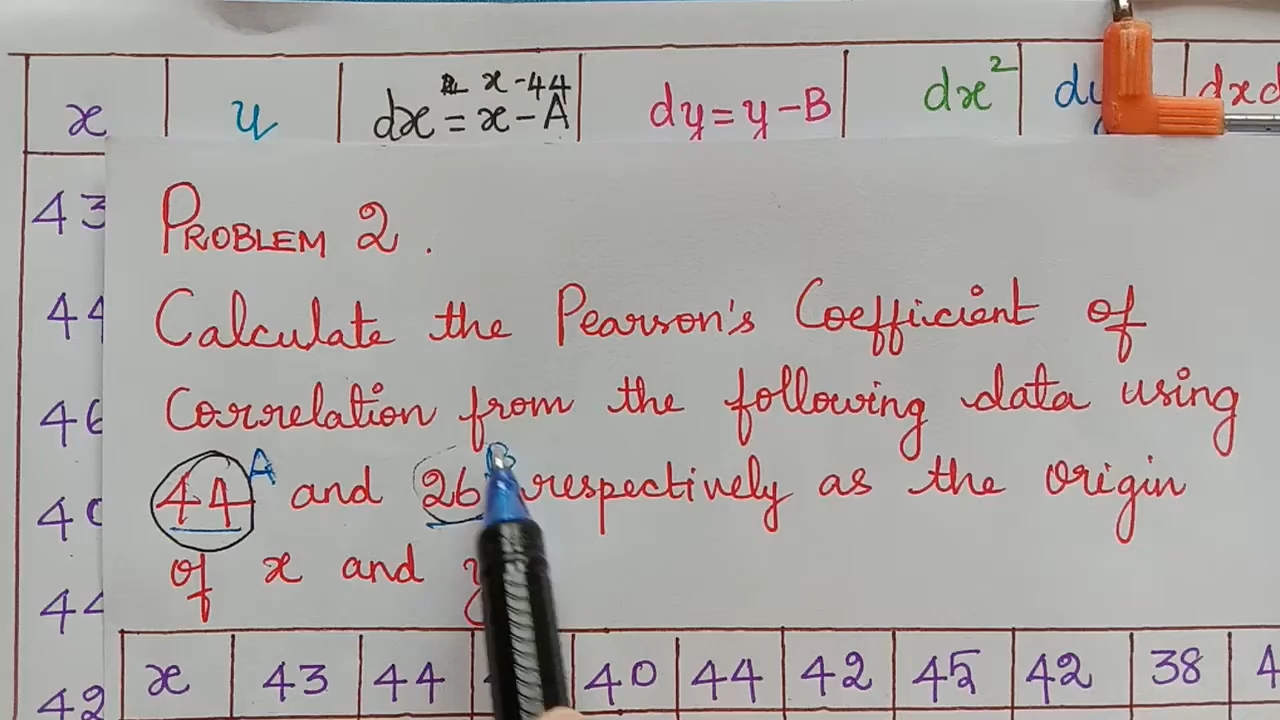 x y dx = x - A x - 44 dy = y - B dx²
43
44
46
40
44
42
PROBLEM 2.
Calculate the Pearson's Coefficient of
Correlation from the following data using
44 A and 26 B respectively as the origin
of x and
x 43 44 40 44 42 45 42 38